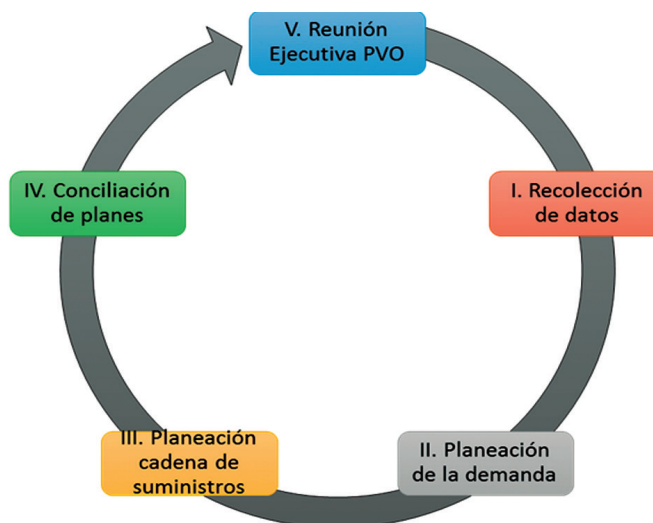 V. Reunión
Ejecutiva PVO
I. Recolección
de datos
II. Planeación
de la demanda
III. Planeación
cadena de
suministros
IV. Conciliación
de planes